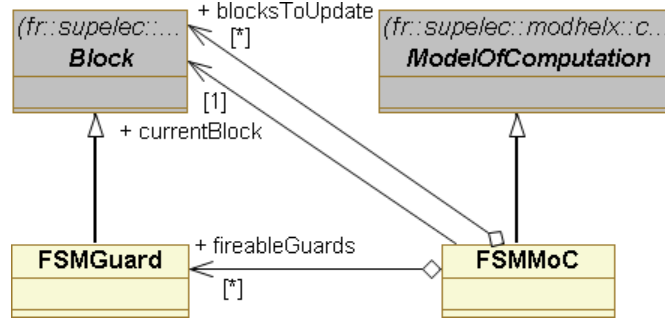 + blocksToUpdate
(fr::supelec::...
Block
[*]
(fr::supelec::modhelx::c...
ModelOfComputation
[1]
+ currentBlock
FSMGuard
+ fireableGuards
[*]
FSMMoC